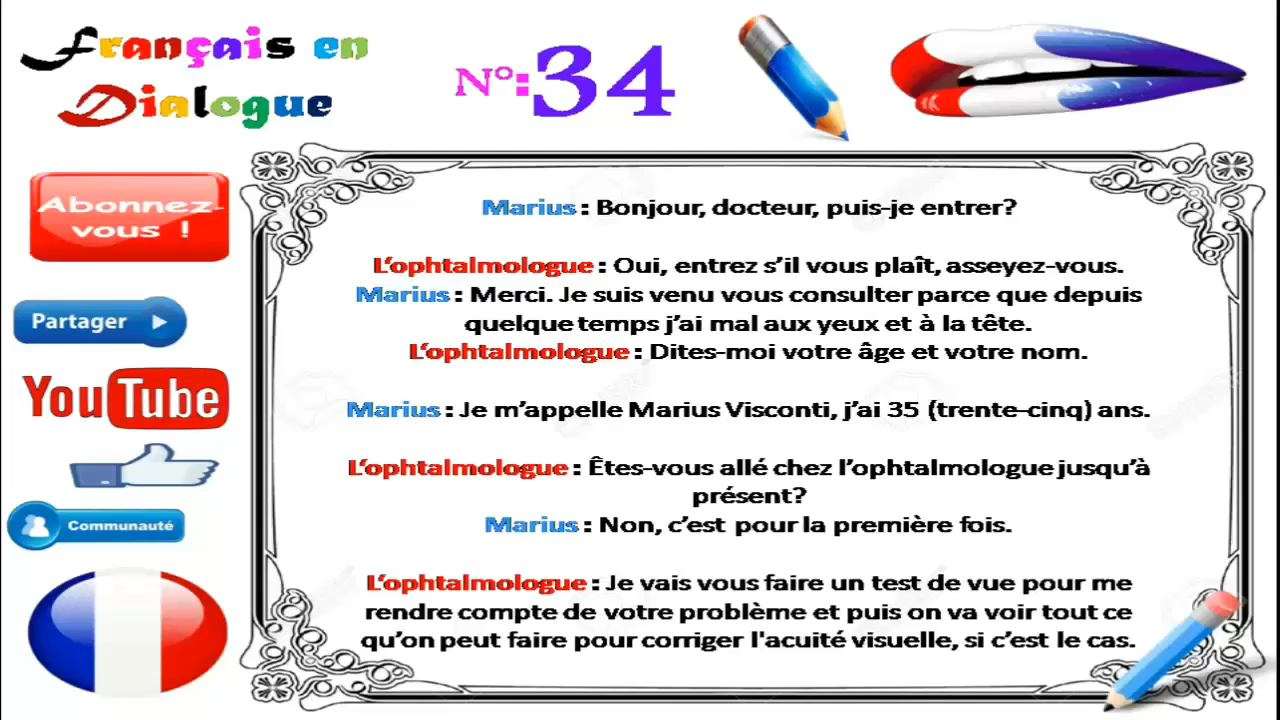 Français en
Dialogue
N°:34
Abonnez-
vous !
Partager
YouTube
Communauté
Marius : Bonjour, docteur, puis-je entrer?
L'ophtalmologue : Oui, entrez s'il vous plaît, asseyez-vous.
Marius : Merci. Je suis venu vous consulter parce que depuis
quelque temps j'ai mal aux yeux et à la tête.
L'ophtalmologue : Dites-moi votre âge et votre nom.
Marius : Je m'appelle Marius Visconti, j'ai 35 (trente-cinq) ans.
L'ophtalmologue : Êtes-vous allé chez l'ophtalmologue jusqu'à
présent?
Marius : Non, c'est pour la première fois.
L'ophtalmologue : Je vais vous faire un test de vue pour me
rendre compte de votre problème et puis on va voir tout ce
qu'on peut faire pour corriger l'acuité visuelle, si c'est le cas.